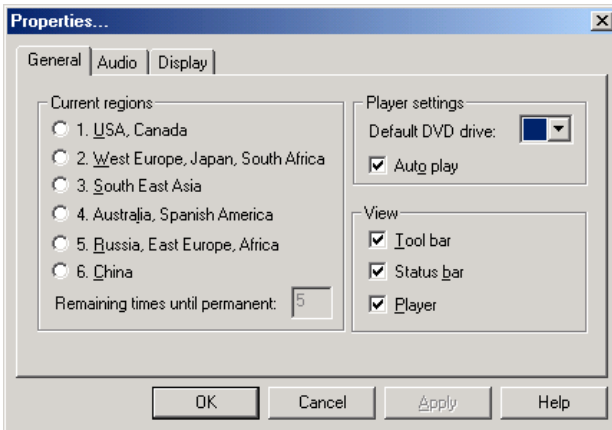 Properties...
General Audio Display
Current regions
1. USA, Canada
2. West Europe, Japan, South Africa
3. South East Asia
4. Australia, Spanish America
5. Russia, East Europe, Africa
6. China
Remaining times until permanent: 5
Player settings
Default DVD drive:
Auto play
View
Tool bar
Status bar
Player
OK Cancel Apply Help